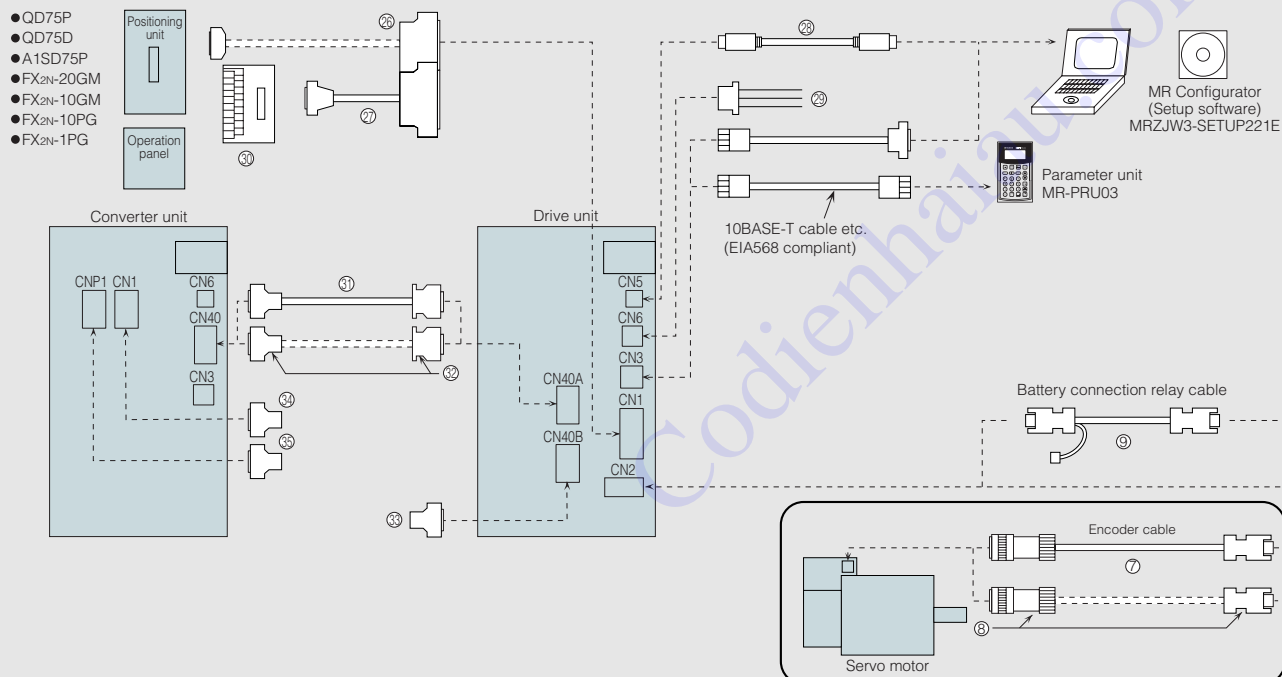 ●QD75P
●QD75D
●A1SD75P
●FX2N-20GM
●FX2N-10GM
●FX2N-10PG
●FX2N-1PG
Positioning
unit
Operation
panel
㉖
㉗
㉚
㉘
㉙
MR Configurator
(Setup software)
MRZJW3-SETUP221E
Parameter unit
MR-PRU03
10BASE-T cable etc.
(EIA568 compliant)
Converter unit
CNP1
CN1
CN6
CN40
CN3
㉛
㉜
㉞
㉟
㉝
Drive unit
CN5
CN6
CN3
CN40A
CN1
CN40B
CN2
Battery connection relay cable
⑨
Encoder cable
⑦
⑧
Servo motor
Codienhaiau.com